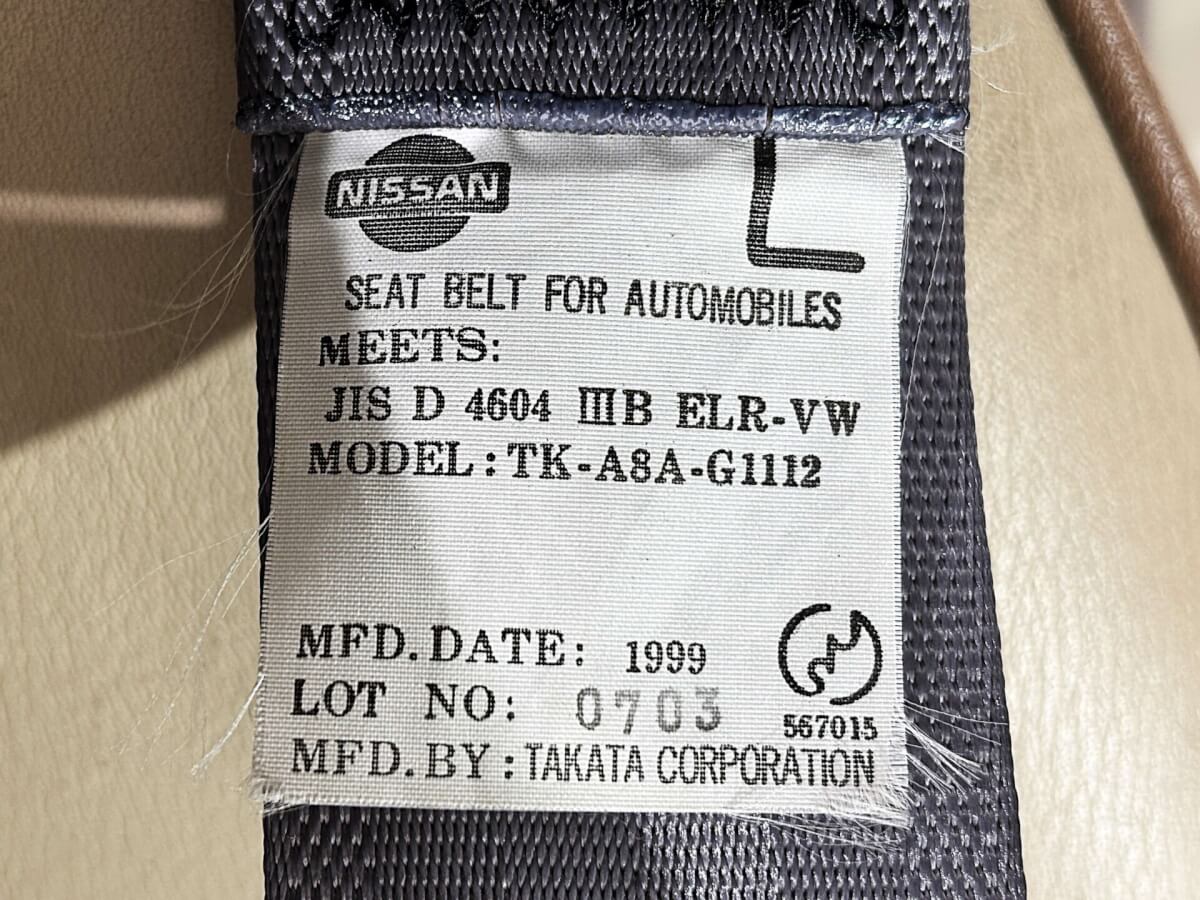 NISSAN
L
SEAT BELT FOR AUTOMOBILES
MEETS:
JIS D 4604 ⅢB ELR-VW
MODEL:TK-A8A-G1112
MFD.DATE: 1999
LOT NO: 0703
567015
MFD.BY:TAKATA CORPORATION